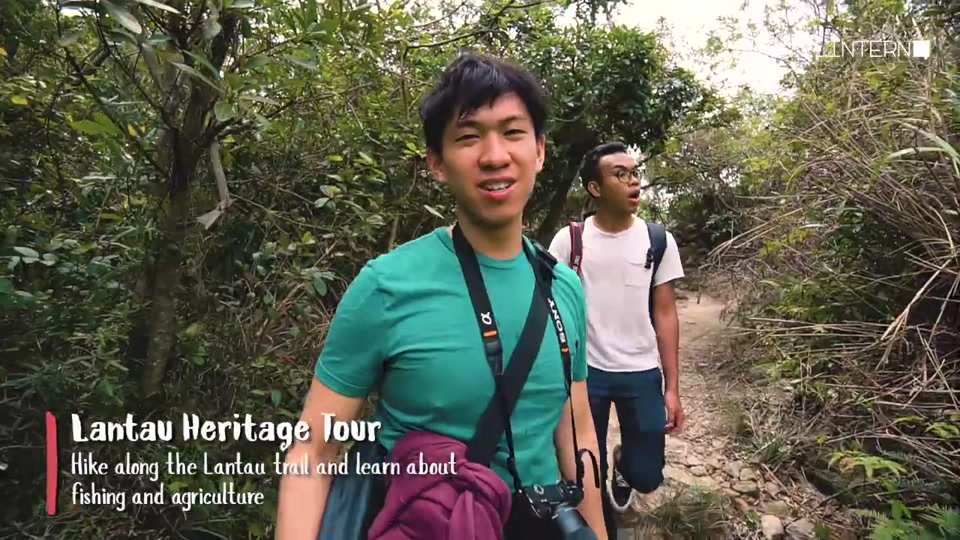 INTERN
Lantau Heritage Tour
Hike along the Lantau trail and learn about
fishing and agriculture
α
SONY